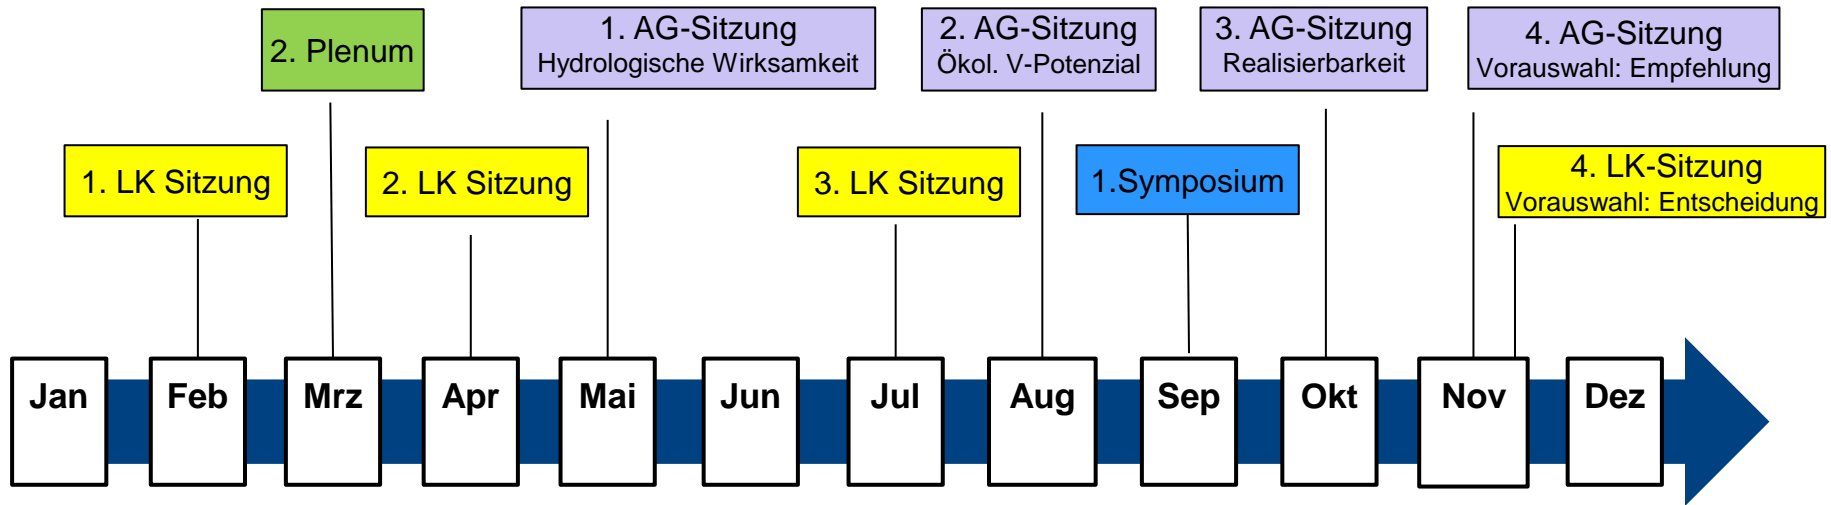 2. Plenum
1. AG-Sitzung
Hydrologische Wirksamkeit
2. AG-Sitzung
Ökol. V-Potenzial
3. AG-Sitzung
Realisierbarkeit
4. AG-Sitzung
Vorauswahl: Empfehlung
1. LK Sitzung
2. LK Sitzung
3. LK Sitzung
1.Symposium
4. LK-Sitzung
Vorauswahl: Entscheidung
Jan
Feb
Mrz
Apr
Mai
Jun
Jul
Aug
Sep
Okt
Nov
Dez